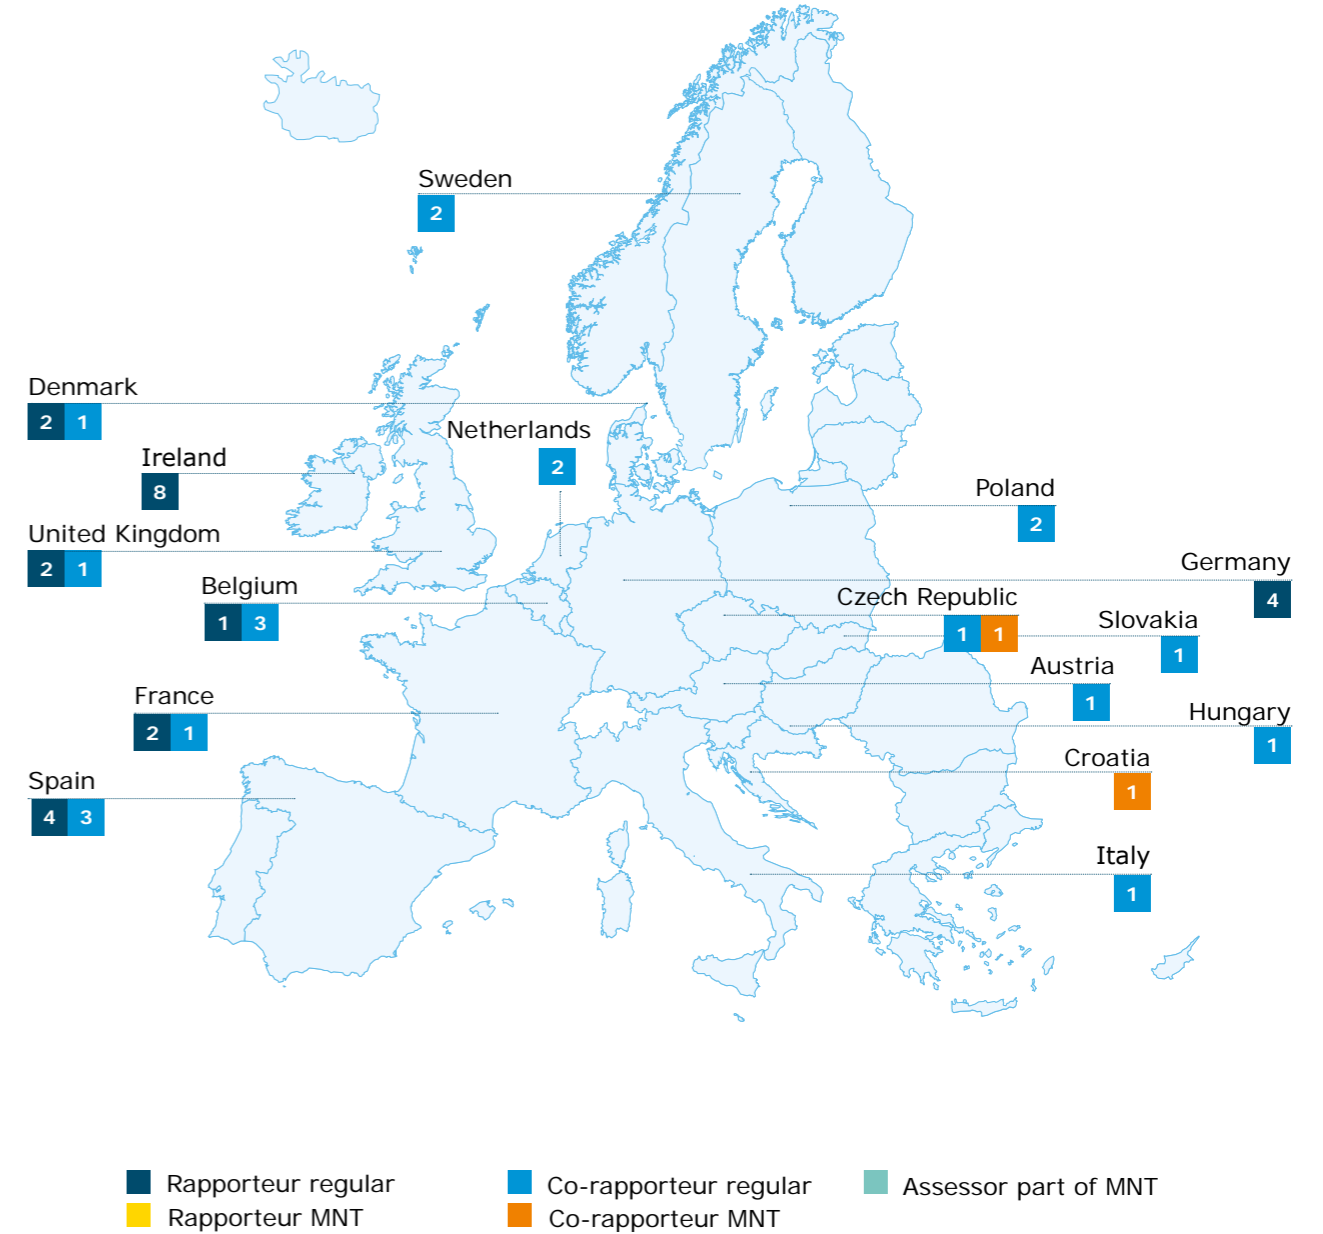 Sweden
2
Denmark
2 1
Netherlands
2
Ireland
8
Poland
2
United Kingdom
2 1
Germany
4
Belgium
1 3
Czech Republic
1 1
Slovakia
1
Austria
1
France
2 1
Hungary
1
Croatia
1
Spain
4 3
Italy
1
Rapporteur regular
Co-rapporteur regular
Assessor part of MNT
Rapporteur MNT
Co-rapporteur MNT